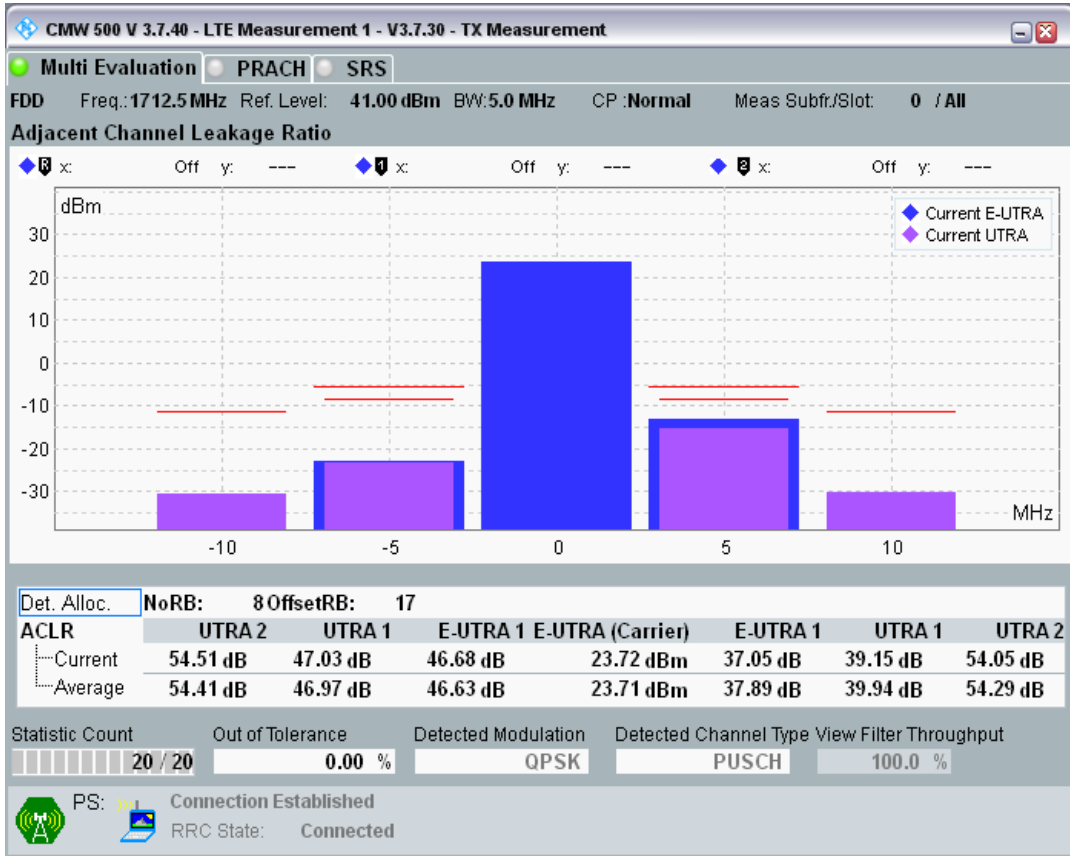 CMW 500 V 3.7.40 - LTE Measurement 1 - V3.7.30 - TX Measurement
Multi Evaluation PRACH SRS
FDD Freq.:1712.5 MHz Ref. Level: 41.00 dBm BW:5.0 MHz CP :Normal Meas Subfr./Slot: 0 / All
Adjacent Channel Leakage Ratio
R x: Off y: --- 1 x: Off y: --- 2 x: Off y: ---
dBm
Current E-UTRA
Current UTRA
30
20
10
0
-10
-20
-30
MHz
-10 -5 0 5 10
Det. Alloc. NoRB: 8 OffsetRB: 17
ACLR UTRA 2 UTRA 1 E-UTRA 1 E-UTRA (Carrier) E-UTRA 1 UTRA 1 UTRA 2
Current 54.51 dB 47.03 dB 46.68 dB 23.72 dBm 37.05 dB 39.15 dB 54.05 dB
Average 54.41 dB 46.97 dB 46.63 dB 23.71 dBm 37.89 dB 39.94 dB 54.29 dB
Statistic Count Out of Tolerance Detected Modulation Detected Channel Type View Filter Throughput
20 / 20 0.00 % QPSK PUSCH 100.0 %
PS: Connection Established
RRC State: Connected